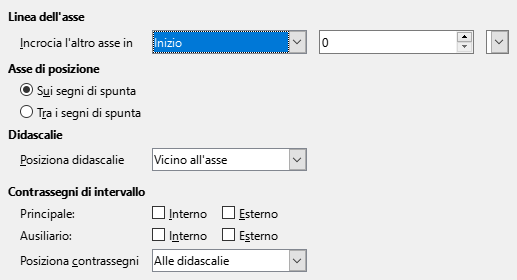 Linea dell'asse
Incrocia l'altro asse in Inizio 0
Asse di posizione
Sui segni di spunta
Tra i segni di spunta
Didascalie
Posiziona didascalie Vicino all'asse
Contrassegni di intervallo
Principale: Interno Esterno
Ausiliario: Interno Esterno
Posiziona contrassegni Alle didascalie